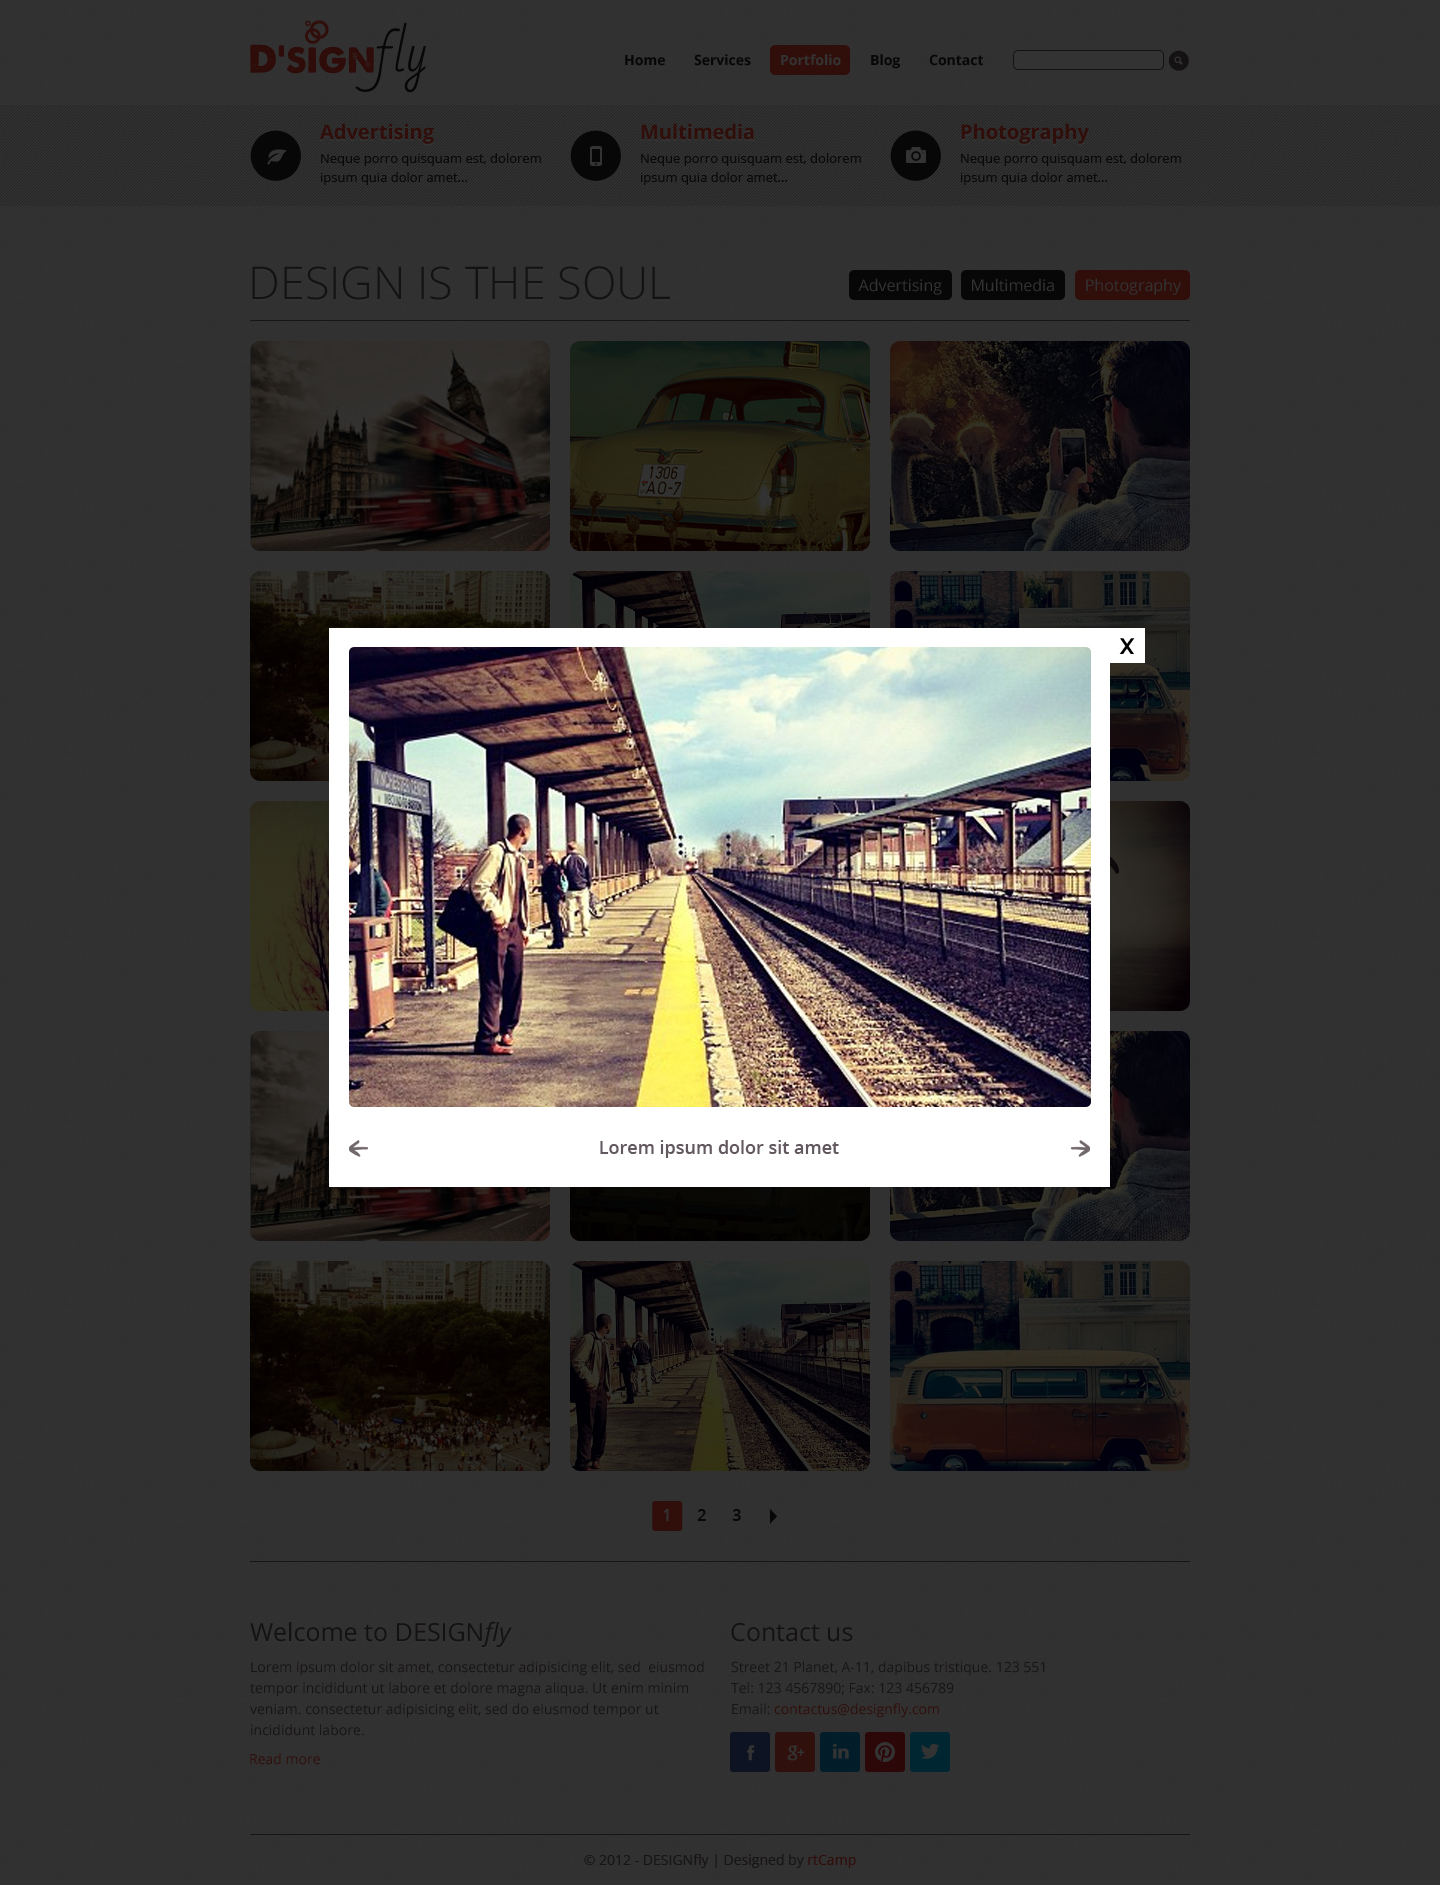 D'SIGNfly
Home Services Portfolio Blog Contact
Advertising
Neque porro quisquam est, dolorem
ipsum quia dolor amet...
Multimedia
Neque porro quisquam est, dolorem
ipsum quia dolor amet...
Photography
Neque porro quisquam est, dolorem
ipsum quia dolor amet...
DESIGN IS THE SOUL
Advertising Multimedia Photography
1306
AO-7
X
WINCHESTER CENTER
INBOUND TO BOSTON
Lorem ipsum dolor sit amet
1 2 3
Welcome to DESIGNfly
Lorem ipsum dolor sit amet, consectetur adipisicing elit, sed eiusmod
tempor incididunt ut labore et dolore magna aliqua. Ut enim minim
veniam. consectetur adipisicing elit, sed do eiusmod tempor ut
incididunt labore.
Read more
Contact us
Street 21 Planet, A-11, dapibus tristique. 123 551
Tel: 123 4567890; Fax: 123 456789
Email: contactus@designfly.com
f g+ in
© 2012 - DESIGNfly | Designed by rtCamp